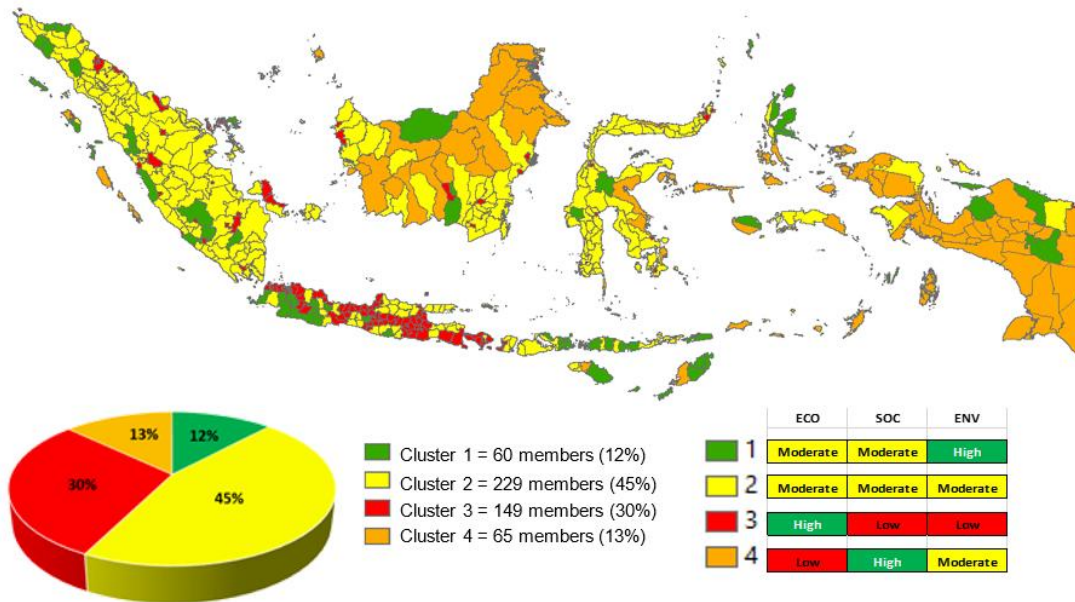 13%
12%
30%
45%
Cluster 1 = 60 members (12%)
Cluster 2 = 229 members (45%)
Cluster 3 = 149 members (30%)
Cluster 4 = 65 members (13%)
ECO SOC ENV
1 Moderate Moderate High
2 Moderate Moderate Moderate
3 High Low Low
4 Low High Moderate